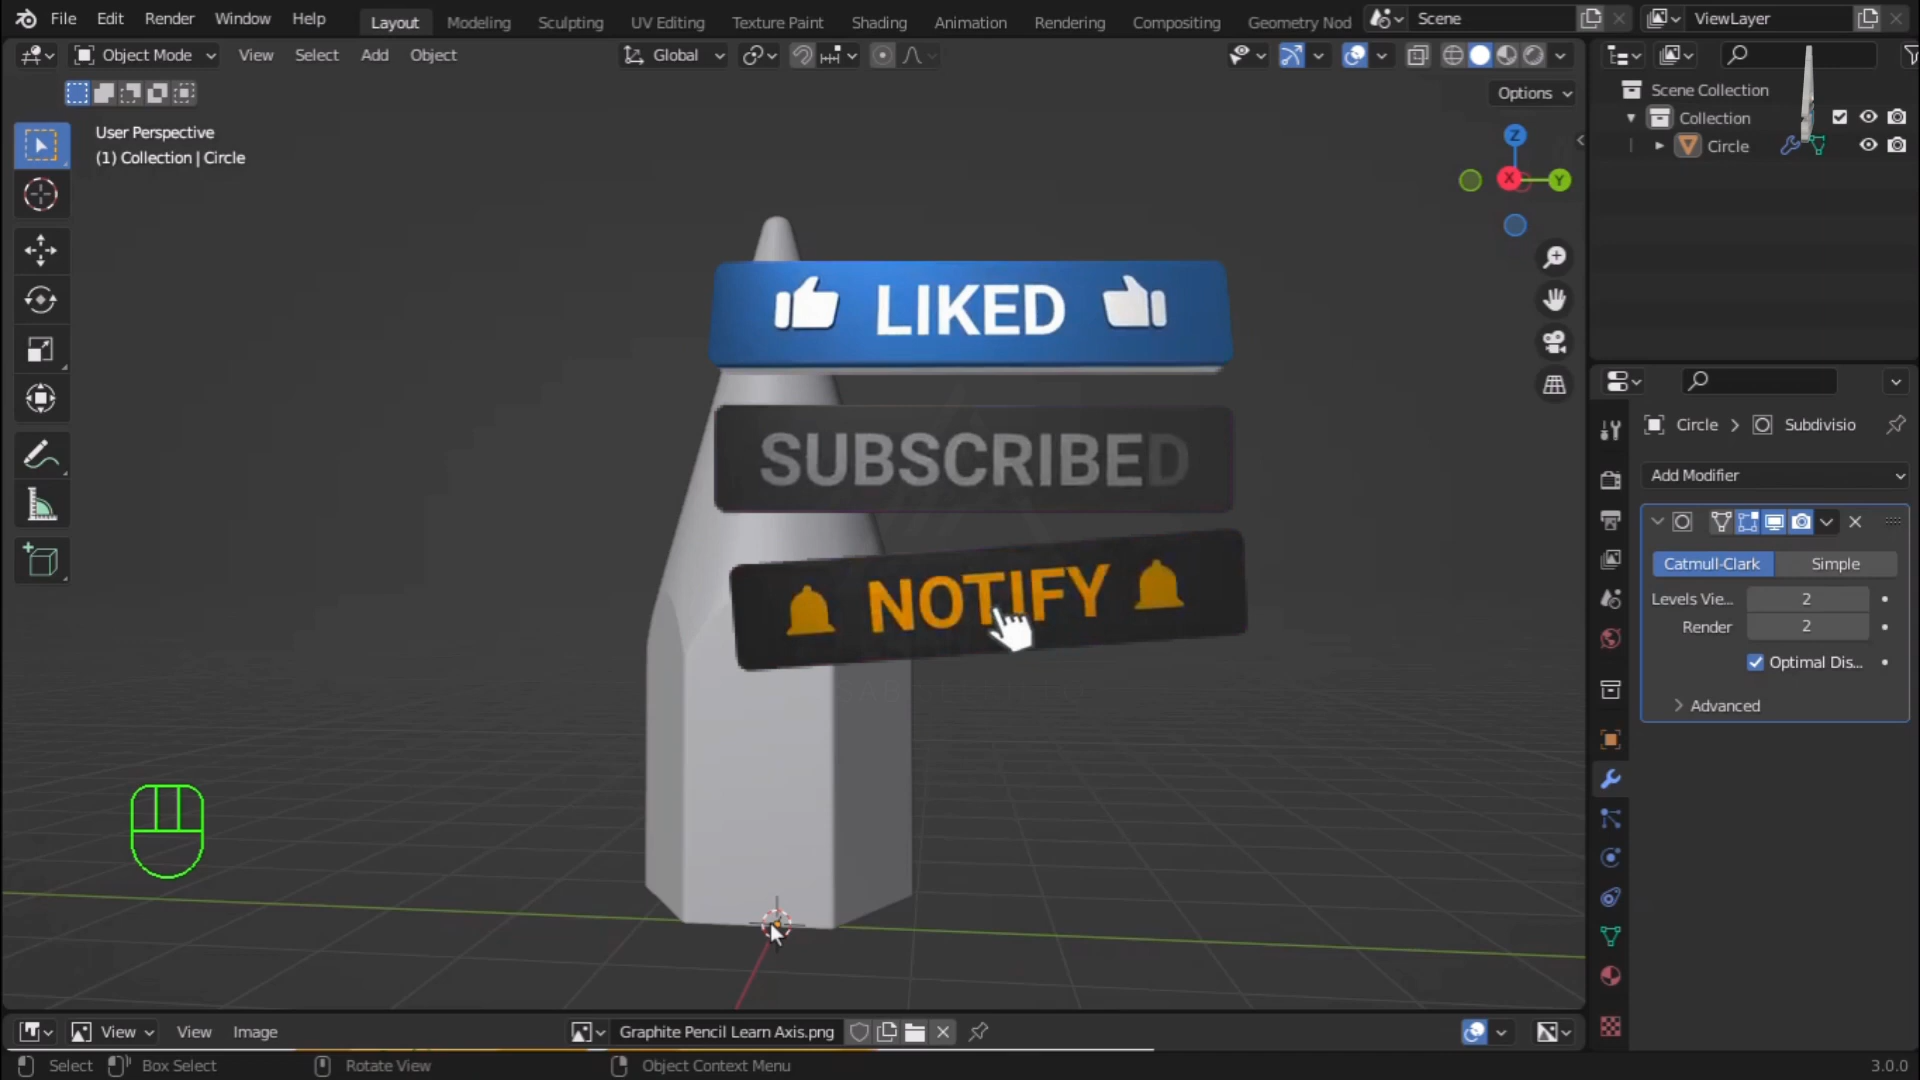 File Edit Render Window Help
Layout Modeling Sculpting UV Editing Texture Paint Shading Animation Rendering Compositing Geometry Nod
Scene
ViewLayer
Object Mode View Select Add Object
Global
Options
User Perspective
(1) Collection | Circle
Z
X
Y
LIKED
SUBSCRIBED
NOTIFY
Scene Collection
Collection
Circle
Circle > Subdivisio
Add Modifier
Catmull-Clark Simple
Levels Vie... 2
Render 2
Optimal Dis...
Advanced
View View Image
Graphite Pencil Learn Axis.png
Select Box Select Rotate View Object Context Menu
3.0.0